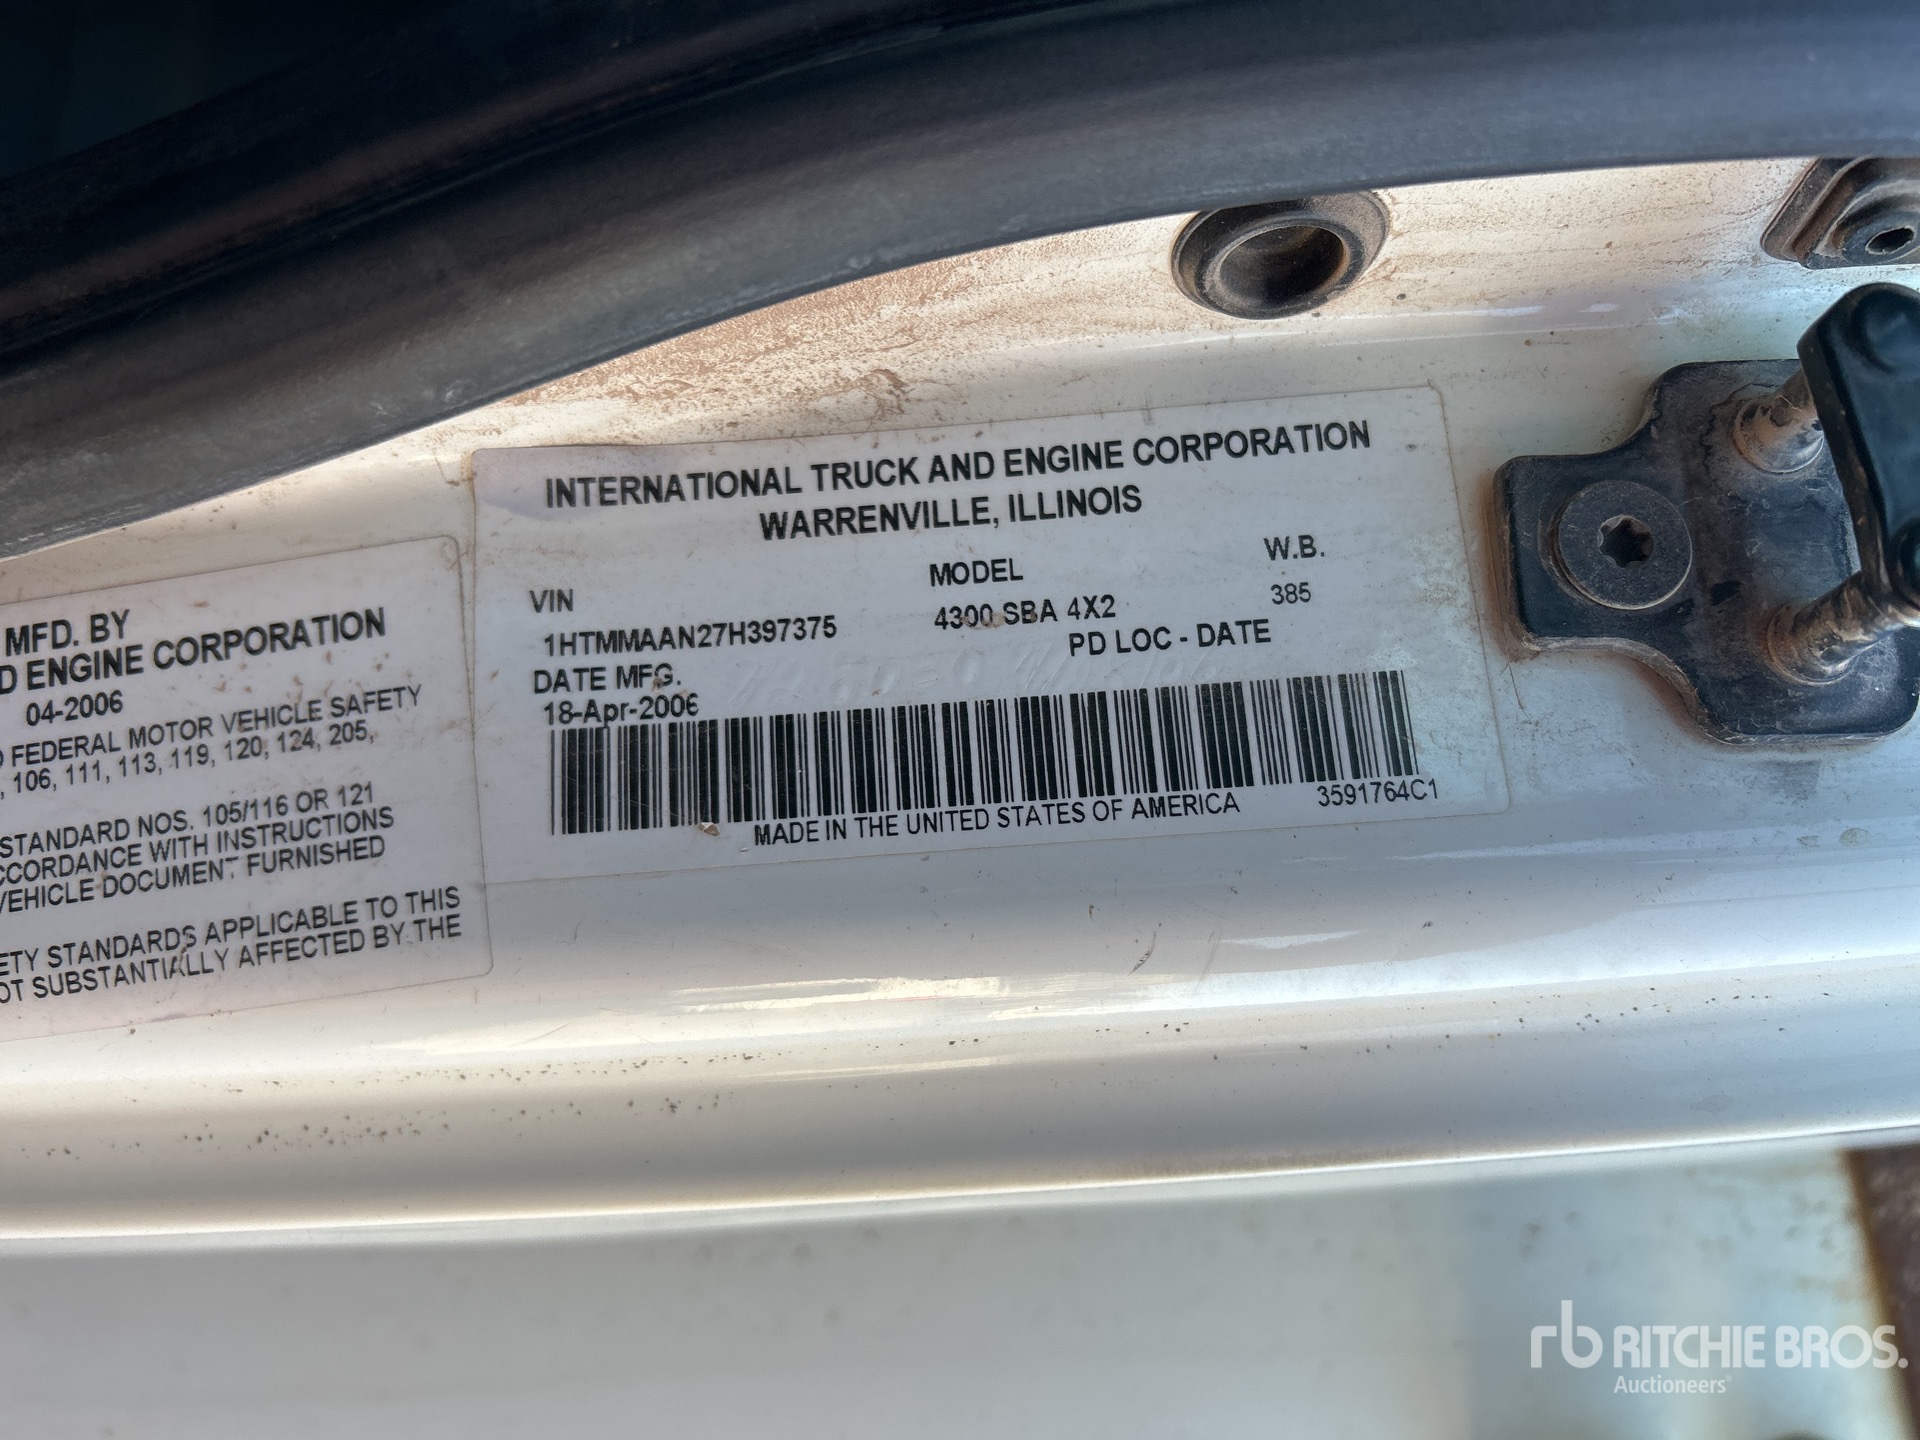 MFD. BY
D ENGINE CORPORATION
04-2006
FEDERAL MOTOR VEHICLE SAFETY
, 106, 111, 113, 119, 120, 124, 205,
STANDARD NOS. 105/116 OR 121
CCORDANCE WITH INSTRUCTIONS
VEHICLE DOCUMENT FURNISHED
ETY STANDARDS APPLICABLE TO THIS
OT SUBSTANTIALLY AFFECTED BY THE
INTERNATIONAL TRUCK AND ENGINE CORPORATION
WARRENVILLE, ILLINOIS
VIN MODEL W.B.
1HTMMAAN27H397375 4300 SBA 4X2 385
DATE MFG. PD LOC - DATE
18-Apr-2006
MADE IN THE UNITED STATES OF AMERICA 3591764C1
rb RITCHIE BROS.
Auctioneers